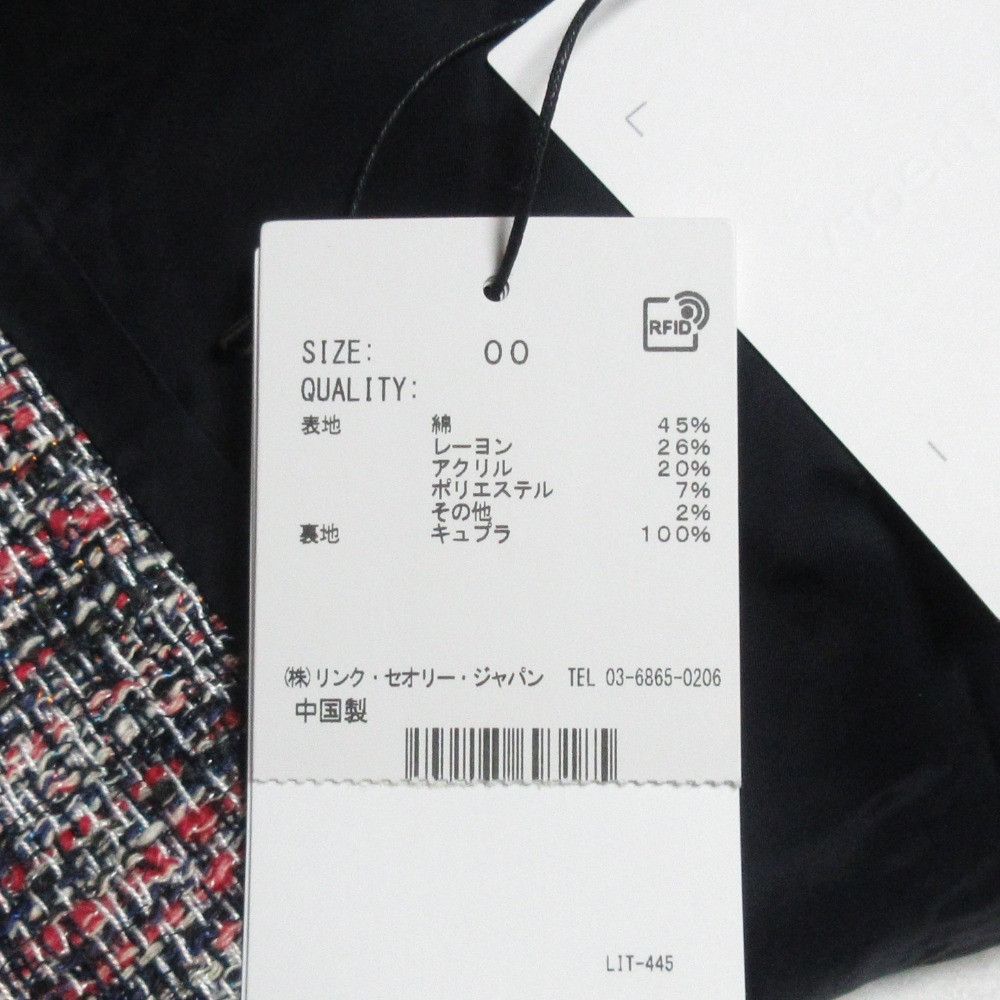 RFID
SIZE: 00
QUALITY:
表地 綿 45%
レーヨン 26%
アクリル 20%
ポリエステル 7%
その他 2%
裏地 キュプラ 100%
(株)リンク・セオリー・ジャパン TEL 03-6865-0206
中国製
LIT-445